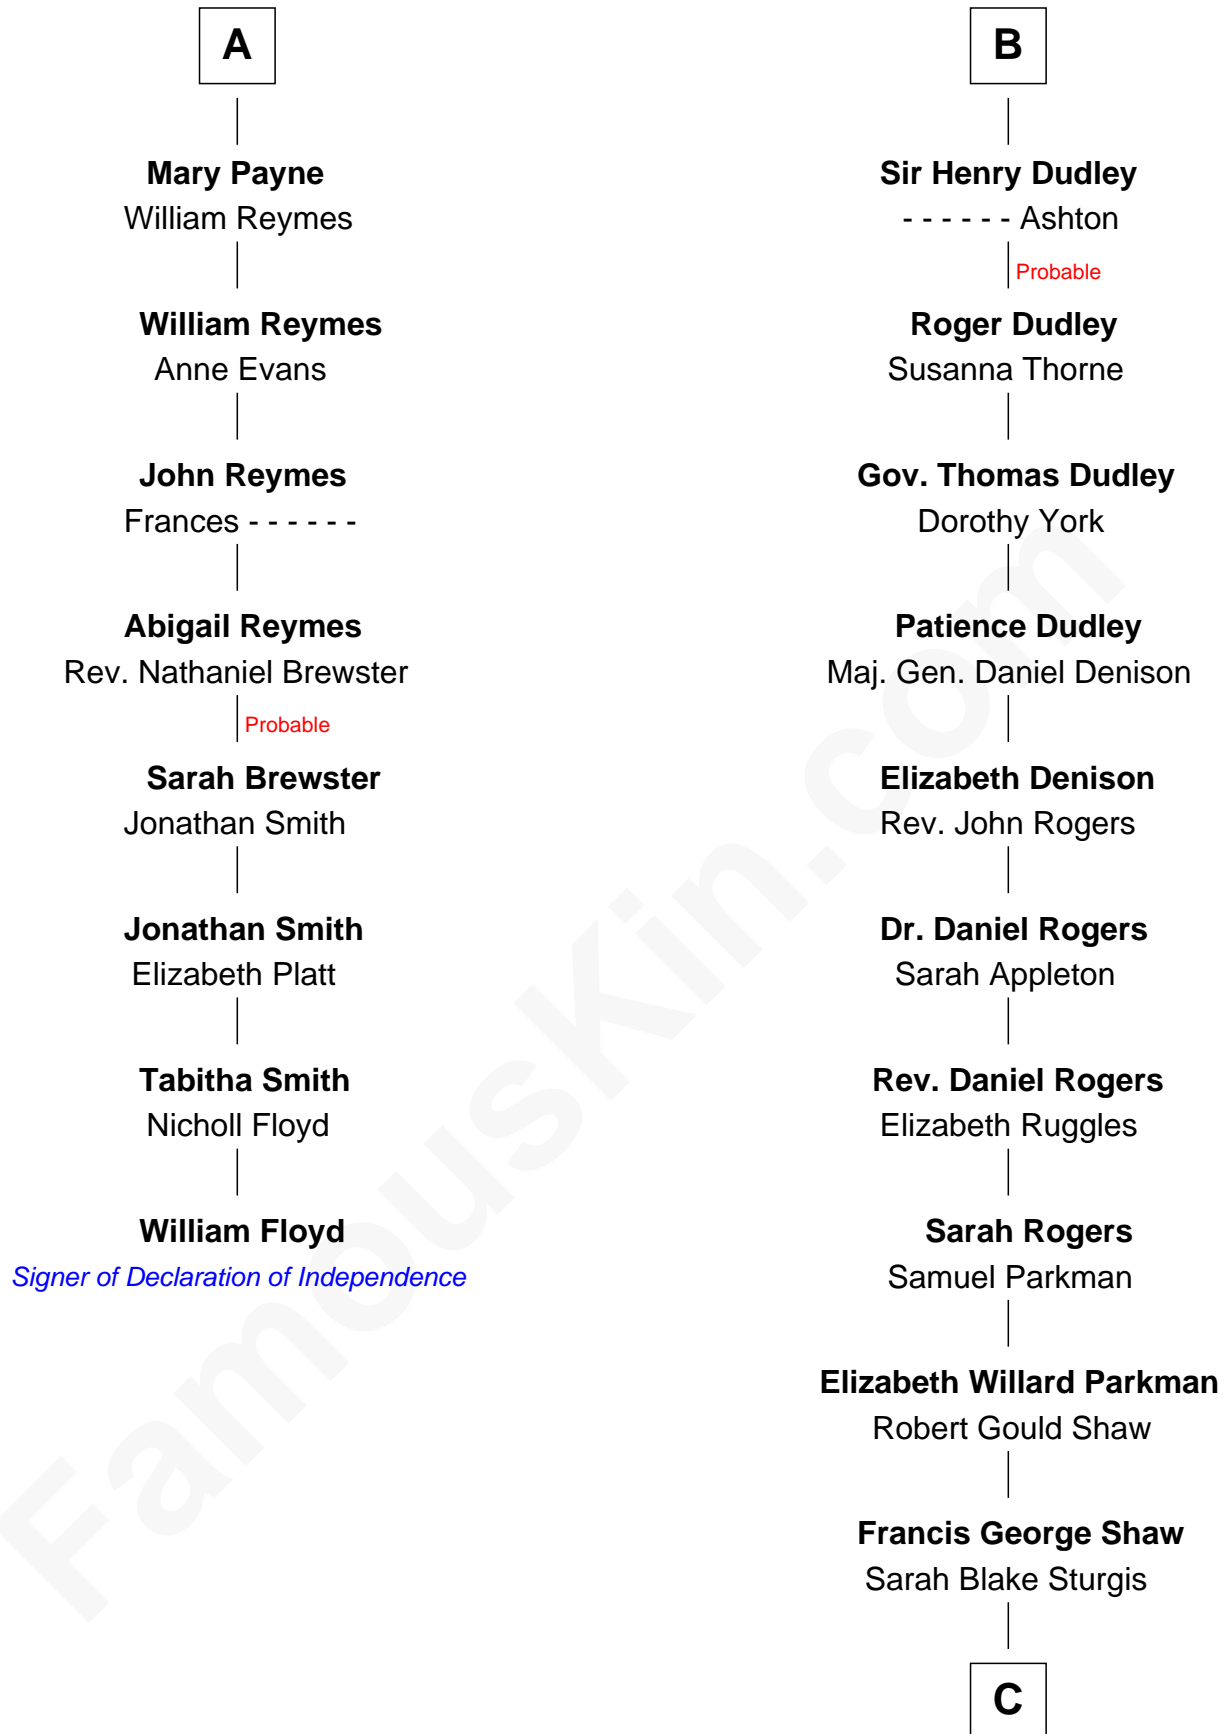 A
Mary Payne
William Reymes
William Reymes
Anne Evans
John Reymes
Frances - - - - - -
Abigail Reymes
Rev. Nathaniel Brewster
Probable
Sarah Brewster
Jonathan Smith
Jonathan Smith
Elizabeth Platt
Tabitha Smith
Nicholl Floyd
William Floyd
Signer of Declaration of Independence
B
Sir Henry Dudley
- - - - - - Ashton
Probable
Roger Dudley
Susanna Thorne
Gov. Thomas Dudley
Dorothy York
Patience Dudley
Maj. Gen. Daniel Denison
Elizabeth Denison
Rev. John Rogers
Dr. Daniel Rogers
Sarah Appleton
Rev. Daniel Rogers
Elizabeth Ruggles
Sarah Rogers
Samuel Parkman
Elizabeth Willard Parkman
Robert Gould Shaw
Francis George Shaw
Sarah Blake Sturgis
C
FamousKin.com